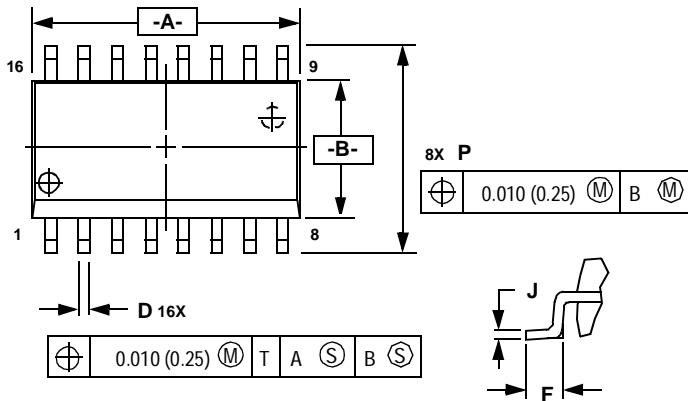 -A-
16 9
-B-
8X P
⌖ 0.010 (0.25) Ⓜ B Ⓜ
1 8
J
D 16X
⌖ 0.010 (0.25) Ⓜ T A Ⓢ B Ⓢ
F